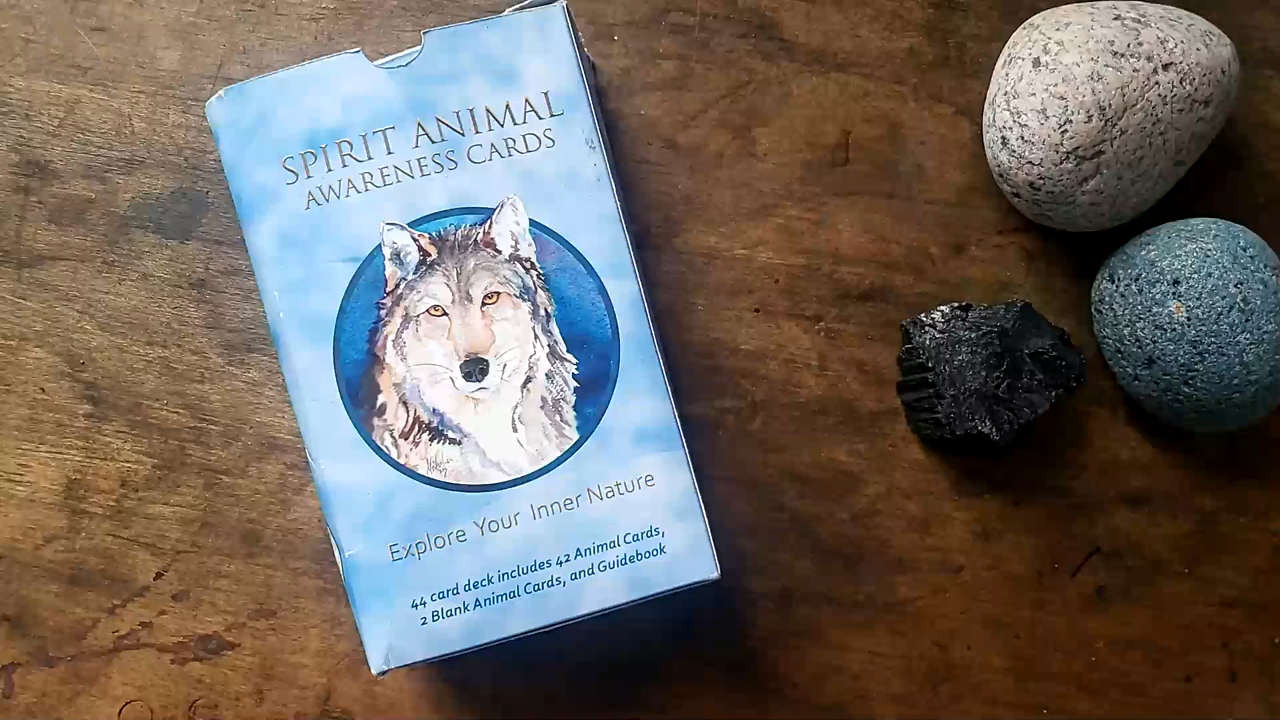 SPIRIT ANIMAL
AWARENESS CARDS
Explore Your Inner Nature
44 card deck includes 42 Animal Cards,
2 Blank Animal Cards, and Guidebook